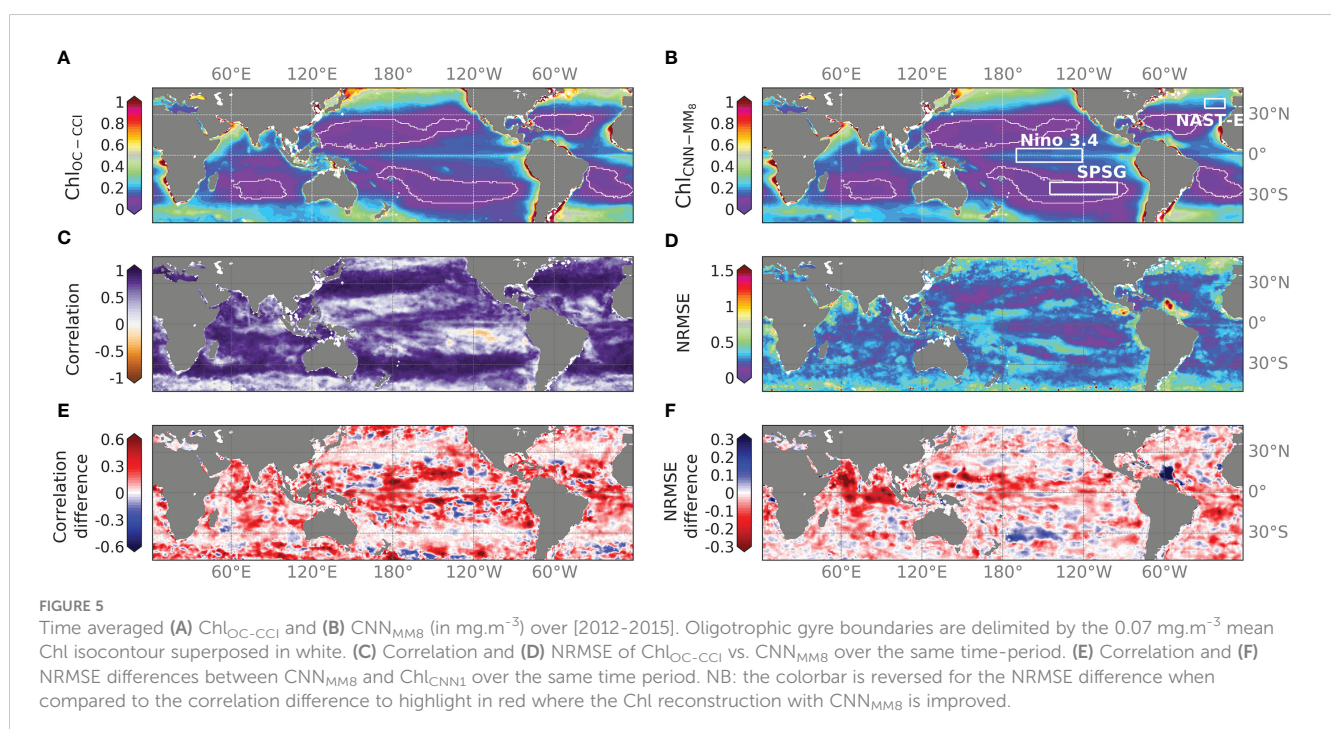 A
B
60°E 120°E 180° 120°W 60°W
60°E 120°E 180° 120°W 60°W
Chl_OC−CCI
1
0.8
0.6
0.4
0.2
0
Chl_CNN−MM₈
1
0.8
0.6
0.4
0.2
0
NAST-E
Nino 3.4
SPSG
30°N
0°
30°S
C
D
Correlation
1
0.5
0
-0.5
-1
NRMSE
1.5
1
0.5
0
30°N
0°
30°S
E
F
Correlation
difference
0.6
0.3
0
-0.3
-0.6
NRMSE
difference
0.3
0.2
0.1
0
-0.1
-0.2
-0.3
30°N
0°
30°S
60°E 120°E 180° 120°W 60°W
60°E 120°E 180° 120°W 60°W
FIGURE 5
Time averaged (A) Chl_OC-CCI and (B) CNN_MM8 (in mg.m⁻³) over [2012-2015]. Oligotrophic gyre boundaries are delimited by the 0.07 mg.m⁻³ mean
Chl isocontour superposed in white. (C) Correlation and (D) NRMSE of Chl_OC-CCI vs. CNN_MM8 over the same time-period. (E) Correlation and (F)
NRMSE differences between CNN_MM8 and Chl_CNN1 over the same time period. NB: the colorbar is reversed for the NRMSE difference when
compared to the correlation difference to highlight in red where the Chl reconstruction with CNN_MM8 is improved.